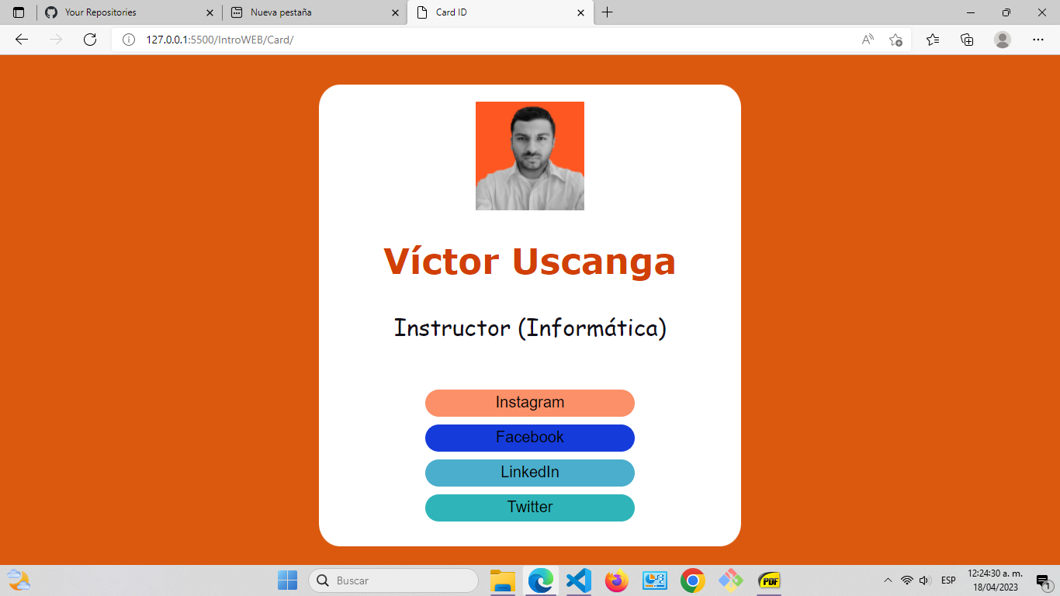 Your Repositories
Nueva pestaña
Card ID
127.0.0.1:5500/IntroWEB/Card/
Víctor Uscanga
Instructor (Informática)
Instagram
Facebook
LinkedIn
Twitter
Buscar
PDF
ESP
12:24:30 a. m.
18/04/2023
1